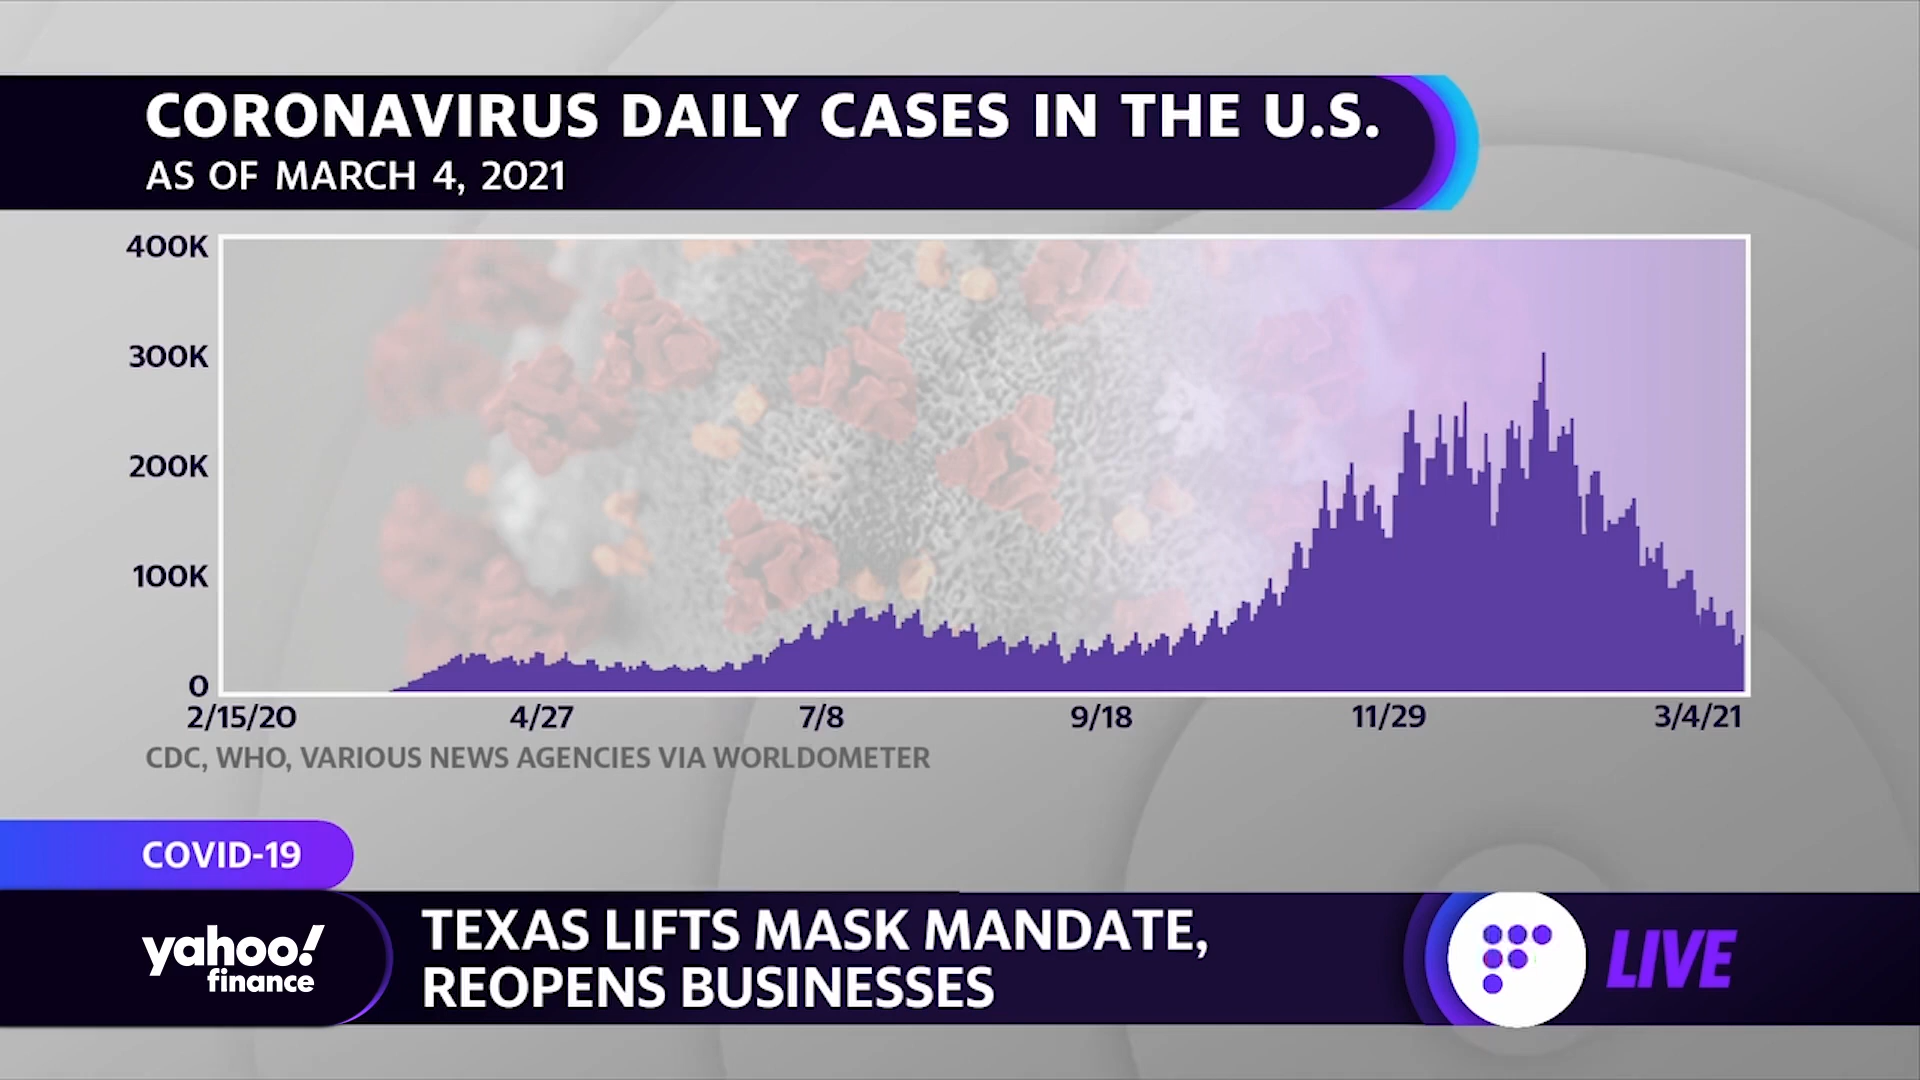 CORONAVIRUS DAILY CASES IN THE U.S.
AS OF MARCH 4, 2021
400K
300K
200K
100K
0
2/15/20 4/27 7/8 9/18 11/29 3/4/21
CDC, WHO, VARIOUS NEWS AGENCIES VIA WORLDOMETER
COVID-19
yahoo!
finance
TEXAS LIFTS MASK MANDATE,
REOPENS BUSINESSES
LIVE